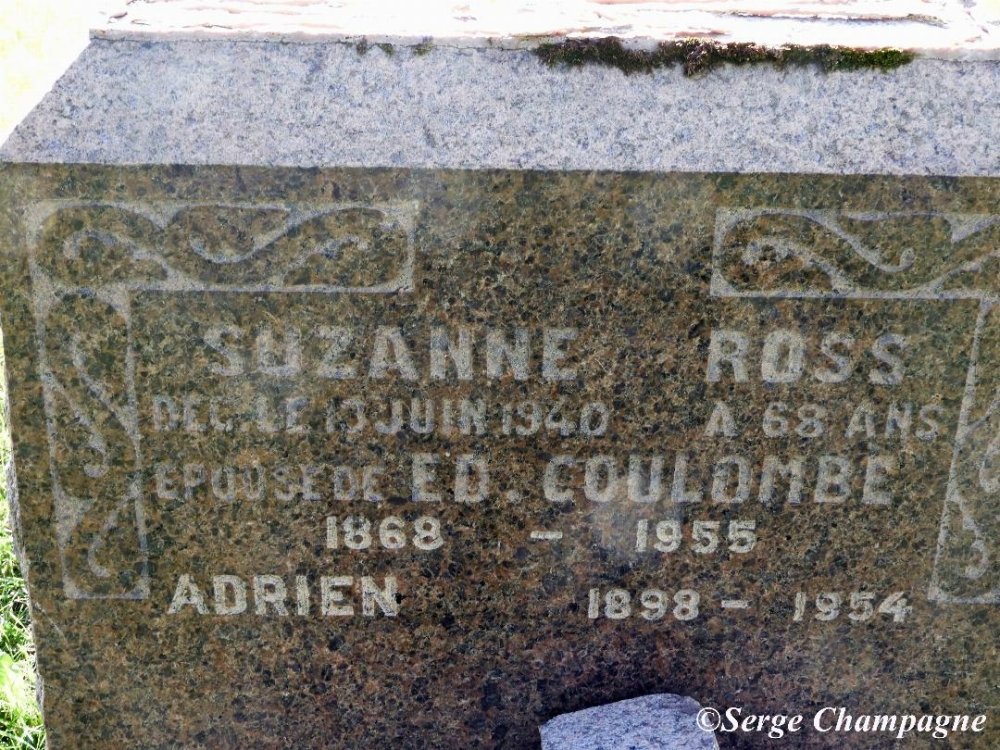 SUZANNE ROSS
DEC. LE 13 JUIN 1940 A 68 ANS
EPOUSE DE ED. COULOMBE
1868 - 1955
ADRIEN 1898 - 1954
©Serge Champagne